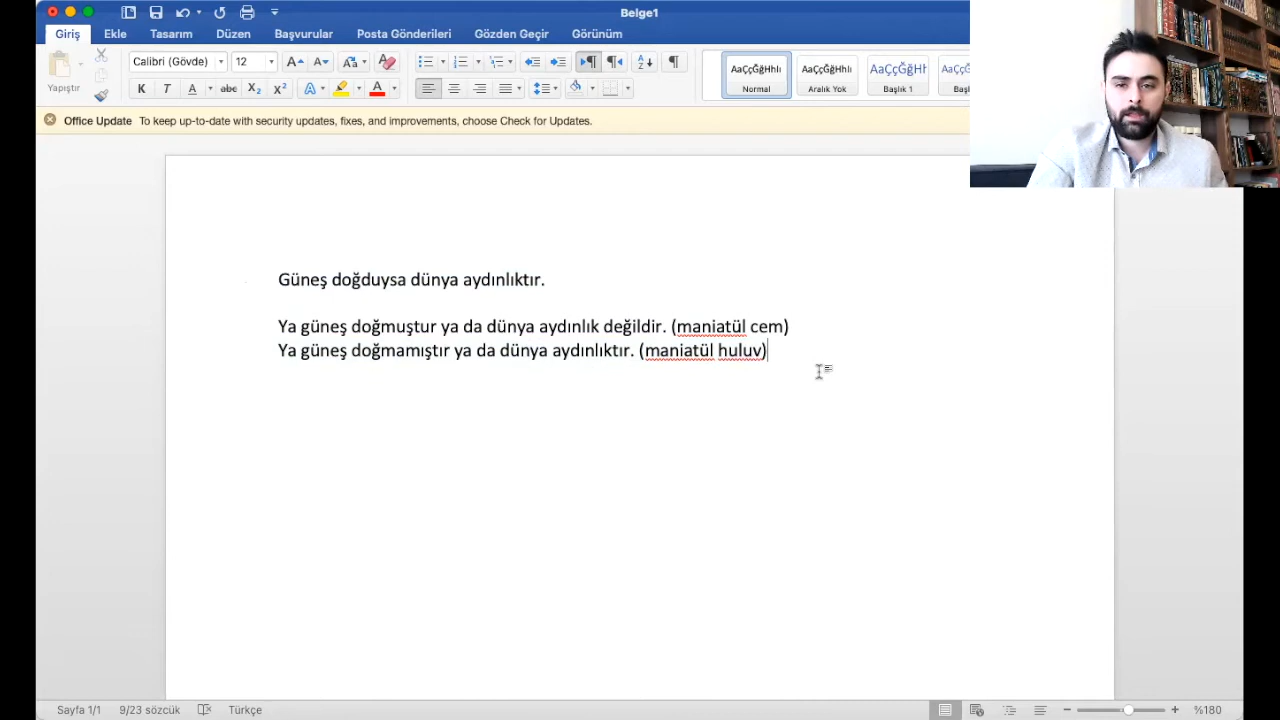 Belge1
Giriş Ekle Tasarım Düzen Başvurular Posta Gönderileri Gözden Geçir Görünüm
Yapıştır
Calibri (Gövde) 12
AaÇçĞğHhIı AaÇçĞğHhIı AaÇçĞğHł
Normal Aralık Yok Başlık 1 Başl
Office Update To keep up-to-date with security updates, fixes, and improvements, choose Check for Updates.
Güneş doğduysa dünya aydınlıktır.
Ya güneş doğmuştur ya da dünya aydınlık değildir. (maniatül cem)
Ya güneş doğmamıştır ya da dünya aydınlıktır. (maniatül huluv)
Sayfa 1/1 9/23 sözcük Türkçe %180